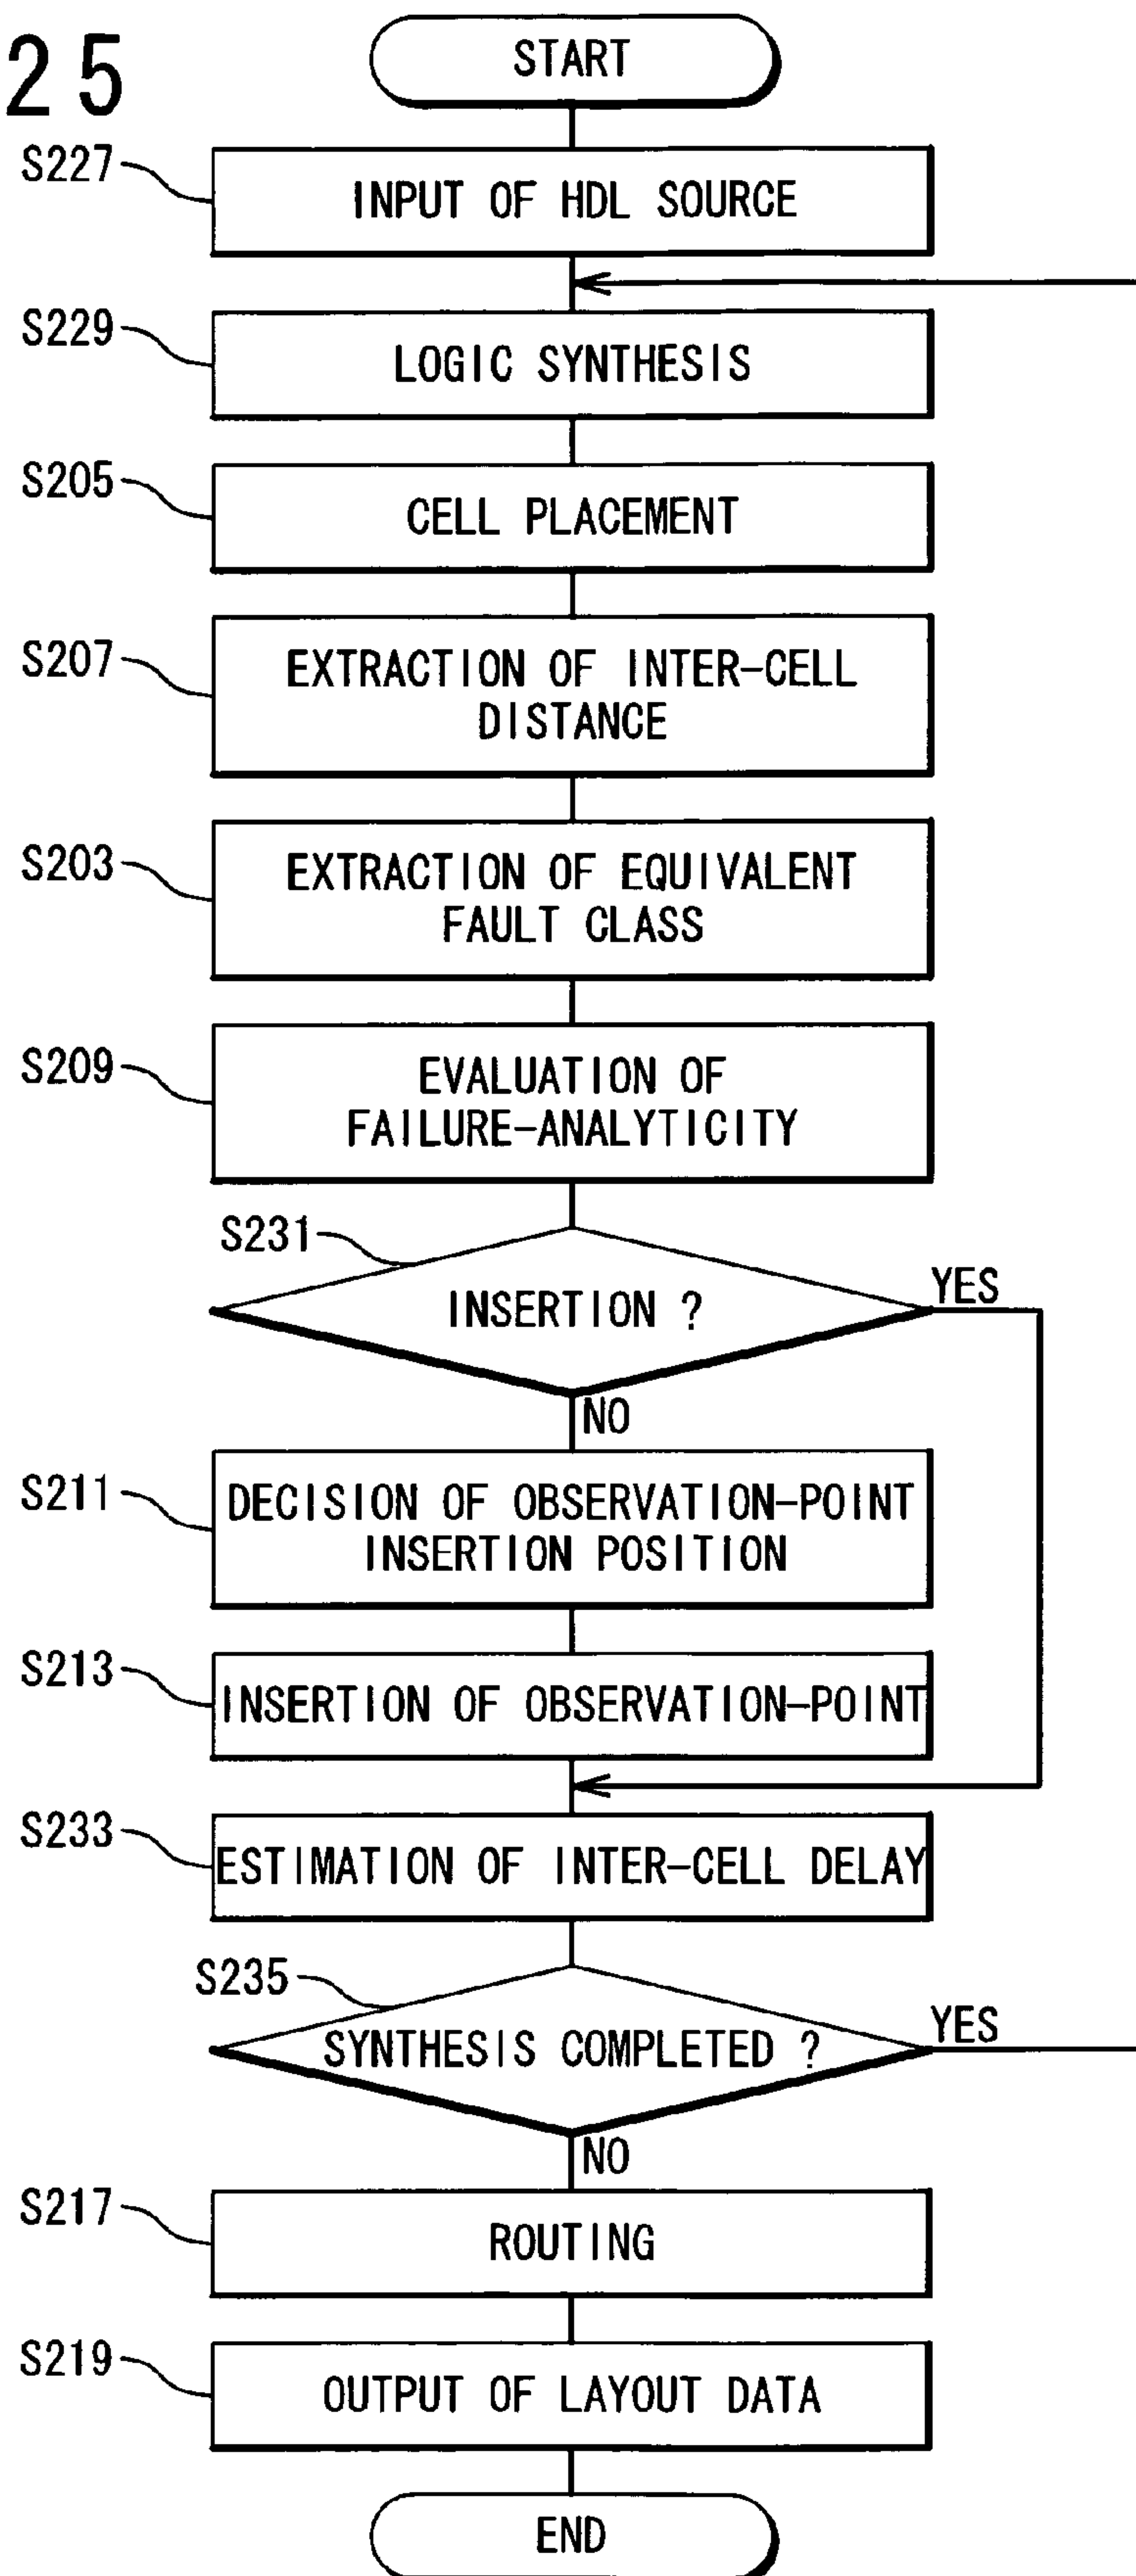 25
START
S227
INPUT OF HDL SOURCE
S229
LOGIC SYNTHESIS
S205
CELL PLACEMENT
S207
EXTRACTION OF INTER-CELL
DISTANCE
S203
EXTRACTION OF EQUIVALENT
FAULT CLASS
S209
EVALUATION OF
FAILURE-ANALYTICITY
S231
INSERTION ?
YES
NO
S211
DECISION OF OBSERVATION-POINT
INSERTION POSITION
S213
INSERTION OF OBSERVATION-POINT
S233
ESTIMATION OF INTER-CELL DELAY
S235
SYNTHESIS COMPLETED ?
YES
NO
S217
ROUTING
S219
OUTPUT OF LAYOUT DATA
END